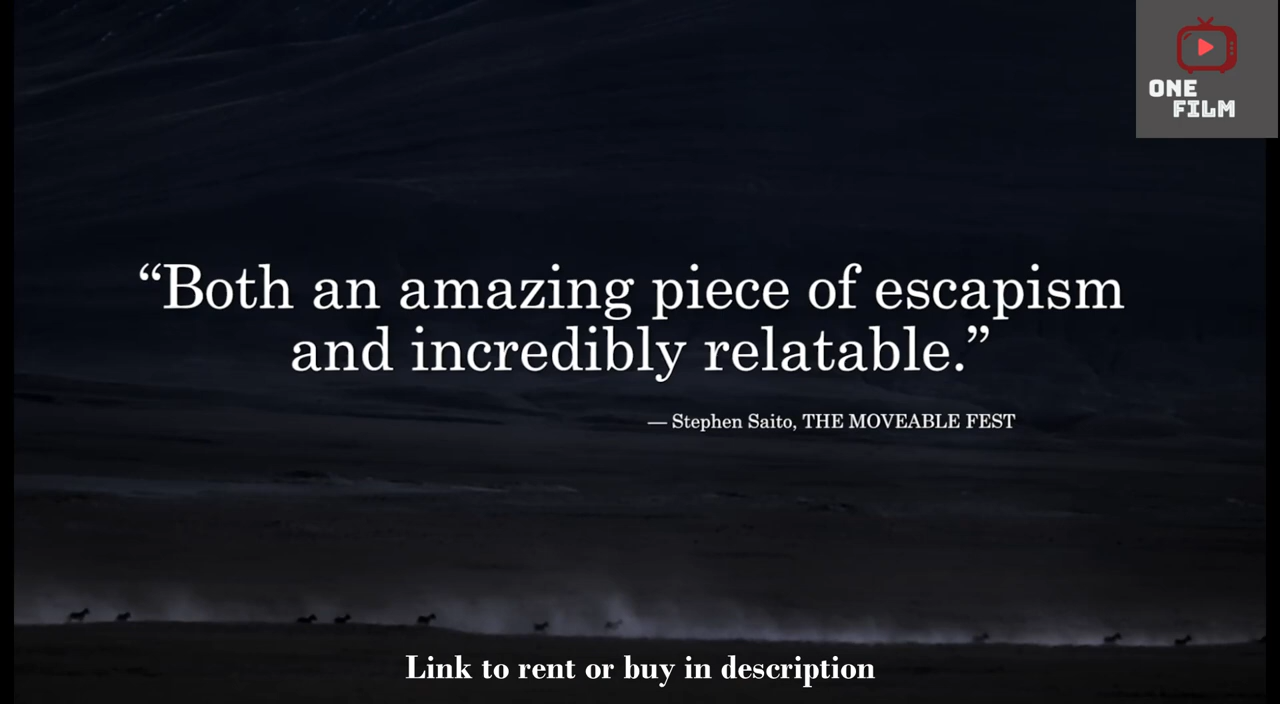 ONE
FILM
“Both an amazing piece of escapism
and incredibly relatable.”
— Stephen Saito, THE MOVEABLE FEST
Link to rent or buy in description